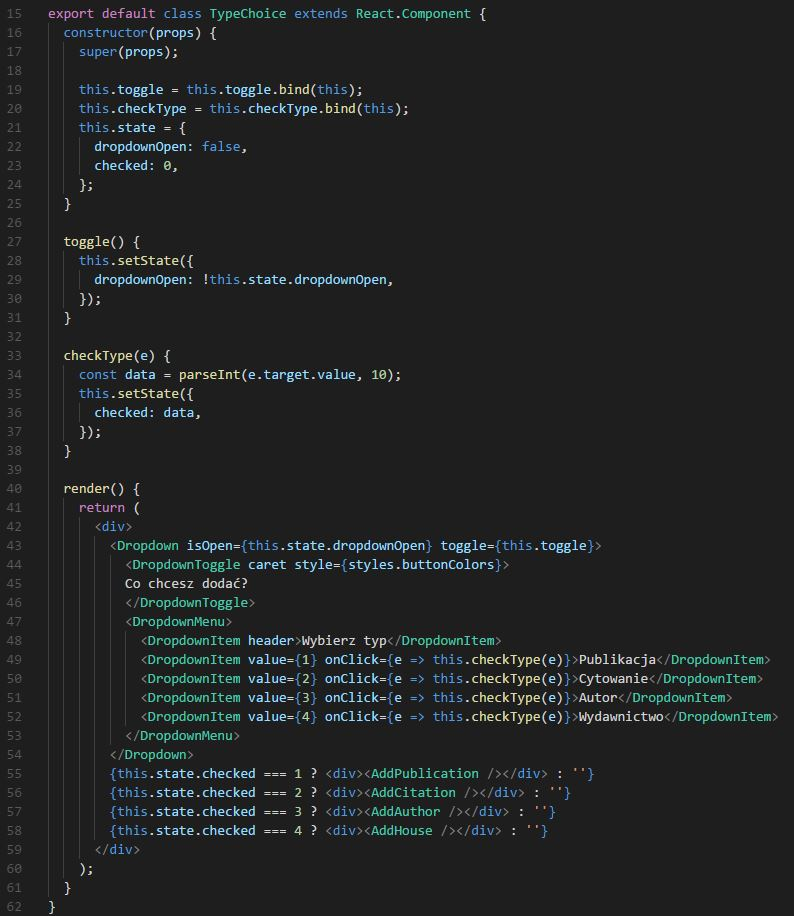 15 export default class TypeChoice extends React.Component {
16 constructor(props) {
17 super(props);
18
19 this.toggle = this.toggle.bind(this);
20 this.checkType = this.checkType.bind(this);
21 this.state = {
22 dropdownOpen: false,
23 checked: 0,
24 };
25 }
26
27 toggle() {
28 this.setState({
29 dropdownOpen: !this.state.dropdownOpen,
30 });
31 }
32
33 checkType(e) {
34 const data = parseInt(e.target.value, 10);
35 this.setState({
36 checked: data,
37 });
38 }
39
40 render() {
41 return (
42 <div>
43 <Dropdown isOpen={this.state.dropdownOpen} toggle={this.toggle}>
44 <DropdownToggle caret style={styles.buttonColors}>
45 Co chcesz dodać?
46 </DropdownToggle>
47 <DropdownMenu>
48 <DropdownItem header>Wybierz typ</DropdownItem>
49 <DropdownItem value={1} onClick={e => this.checkType(e)}>Publikacja</DropdownItem>
50 <DropdownItem value={2} onClick={e => this.checkType(e)}>Cytowanie</DropdownItem>
51 <DropdownItem value={3} onClick={e => this.checkType(e)}>Autor</DropdownItem>
52 <DropdownItem value={4} onClick={e => this.checkType(e)}>Wydawnictwo</DropdownItem>
53 </DropdownMenu>
54 </Dropdown>
55 {this.state.checked === 1 ? <div><AddPublication /></div> : ''}
56 {this.state.checked === 2 ? <div><AddCitation /></div> : ''}
57 {this.state.checked === 3 ? <div><AddAuthor /></div> : ''}
58 {this.state.checked === 4 ? <div><AddHouse /></div> : ''}
59 </div>
60 );
61 }
62 }